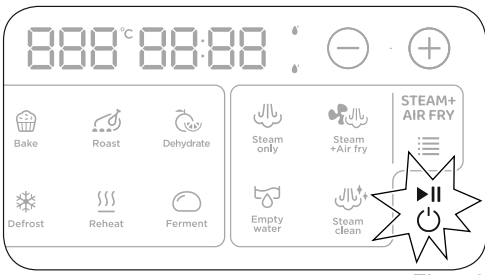 888 °C 88:88
STEAM+
AIR FRY
Bake
Roast
Dehydrate
Steam
only
Steam
+Air fry
Defrost
Reheat
Ferment
Empty
water
Steam
clean